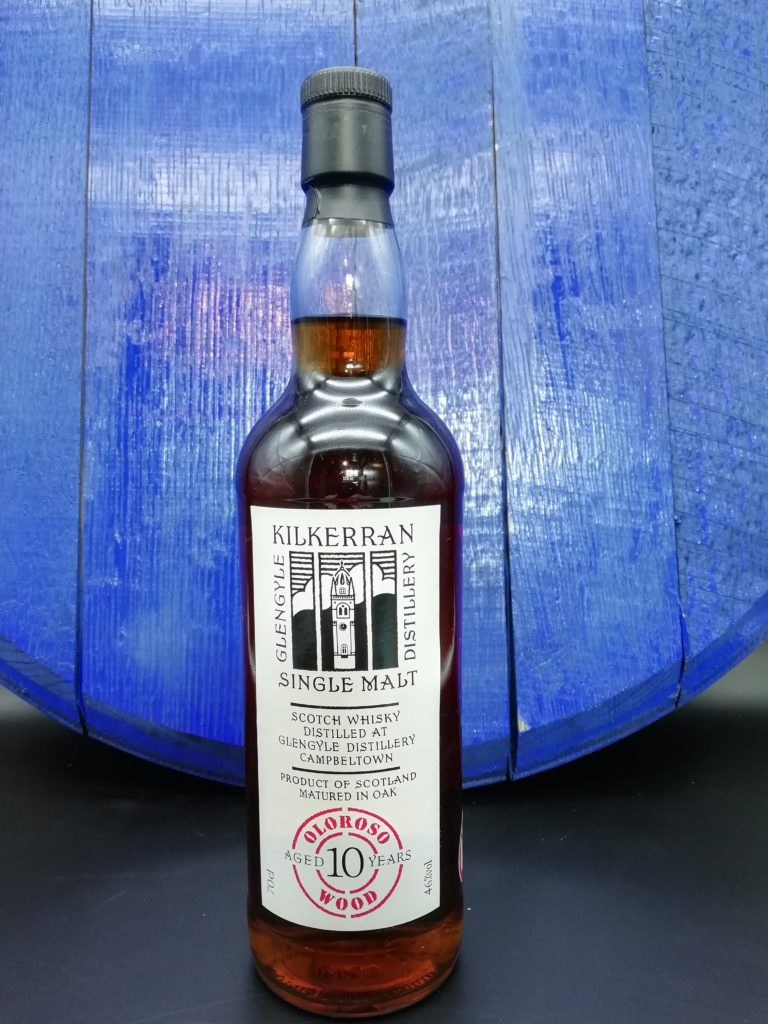 KILKERRAN
GLENGYLE
DISTILLERY
SINGLE MALT
SCOTCH WHISKY
DISTILLED AT
GLENGYLE DISTILLERY
CAMPBELTOWN
PRODUCT OF SCOTLAND
MATURED IN OAK
OLOROSO
AGED 10 YEARS
WOOD
70cl
46%vol